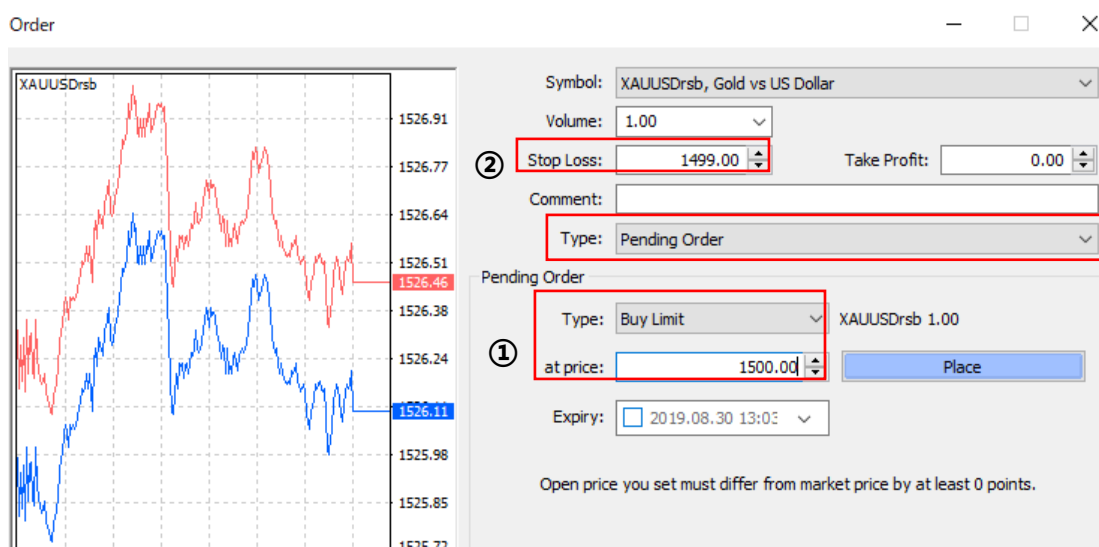 Order
XAUUSDrsb
1526.91
1526.77
1526.64
1526.51
1526.46
1526.38
1526.24
1526.11
1525.98
1525.85
1525.72
Symbol: XAUUSDrsb, Gold vs US Dollar
Volume: 1.00
② Stop Loss: 1499.00 Take Profit: 0.00
Comment:
Type: Pending Order
Pending Order
Type: Buy Limit XAUUSDrsb 1.00
① at price: 1500.00 Place
Expiry: 2019.08.30 13:03
Open price you set must differ from market price by at least 0 points.